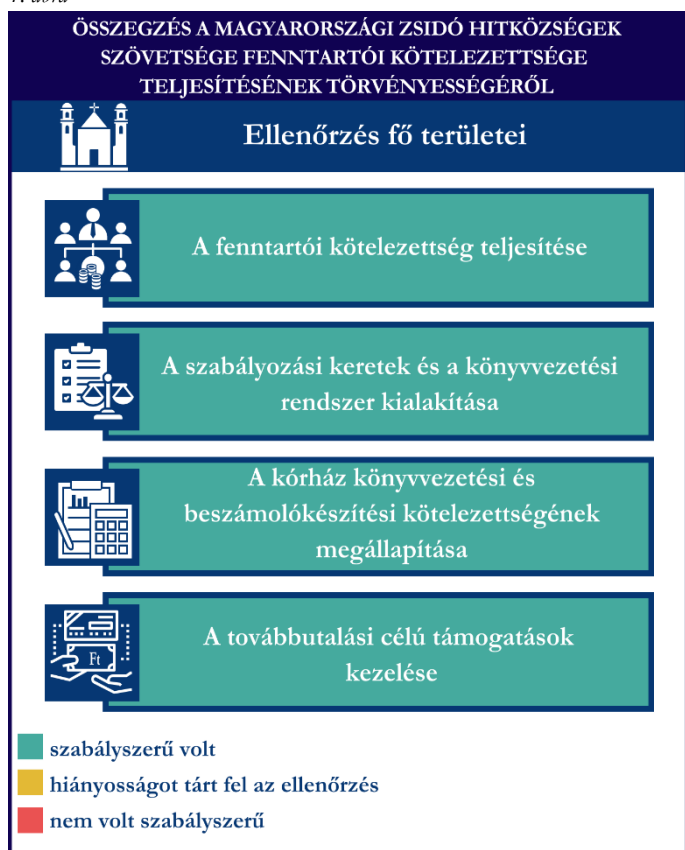 ÖSSZEGZÉS A MAGYARORSZÁGI ZSIDÓ HITKÖZSÉGEK
SZÖVETSÉGE FENNTARTÓI KÖTELEZETTSÉGE
TELJESÍTÉSÉNEK TÖRVÉNYESSÉGÉRŐL
Ellenőrzés fő területei
A fenntartói kötelezettség teljesítése
A szabályozási keretek és a könyvvezetési
rendszer kialakítása
A kórház könyvvezetési és
beszámolókészítési kötelezettségének
megállapítása
Ft
A továbbutalási célú támogatások
kezelése
szabályszerű volt
hiányosságot tárt fel az ellenőrzés
nem volt szabályszerű